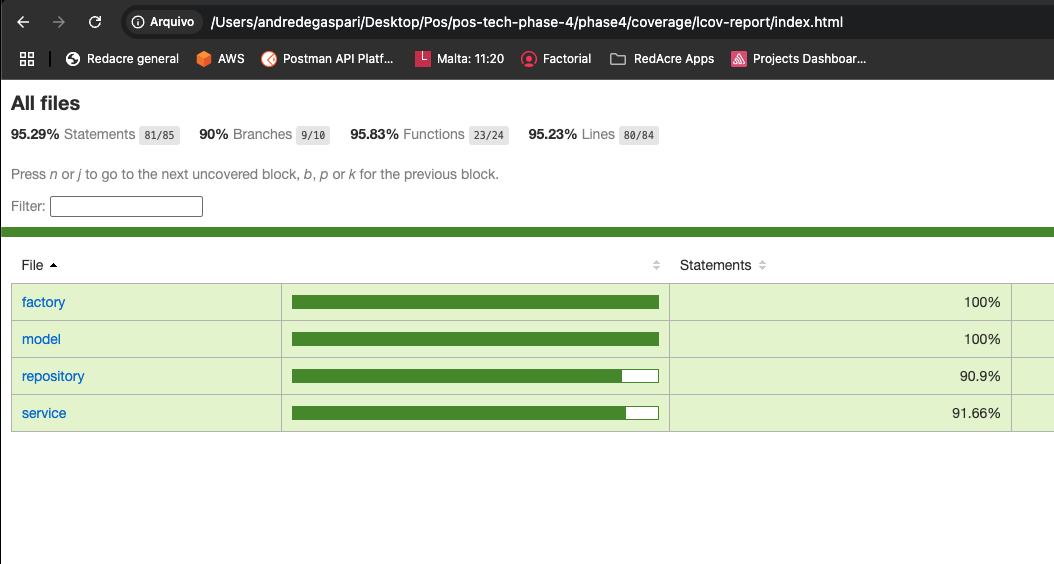 Arquivo /Users/andredegaspari/Desktop/Pos/pos-tech-phase-4/phase4/coverage/lcov-report/index.html
Redacre general AWS Postman API Platf... Malta: 11:20 Factorial RedAcre Apps Projects Dashboar...
All files
95.29% Statements 81/85 90% Branches 9/10 95.83% Functions 23/24 95.23% Lines 80/84
Press n or j to go to the next uncovered block, b, p or k for the previous block.
Filter:
File Statements
factory 100%
model 100%
repository 90.9%
service 91.66%